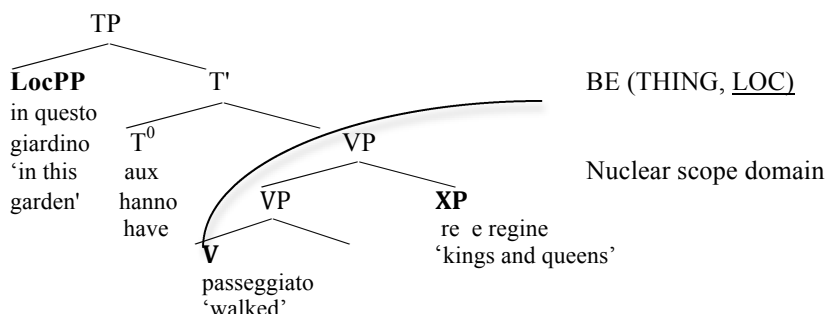 TP
LocPP T' BE (THING, LOC)
in questo
giardino T⁰ VP
‘in this aux Nuclear scope domain
garden' hanno VP XP
have re e regine
V ‘kings and queens’
passeggiato
‘walked’